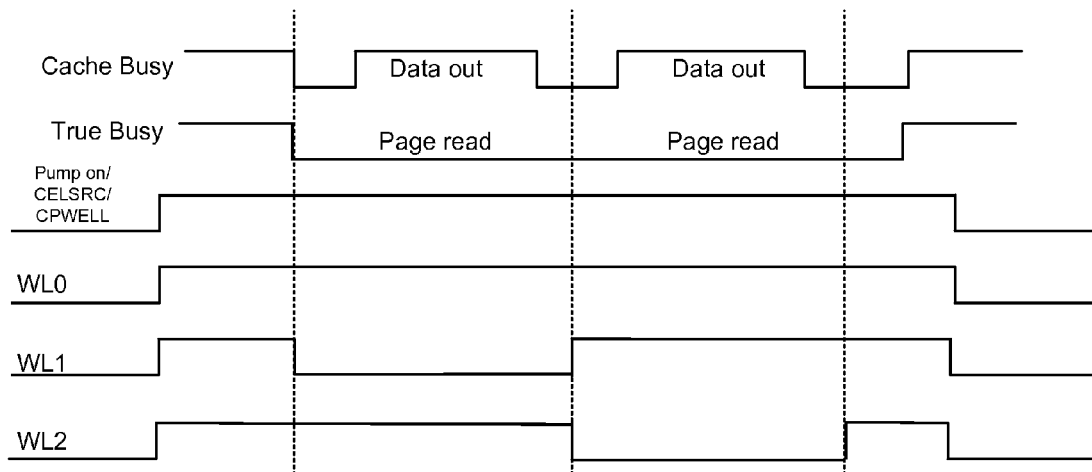 Cache Busy
Data out
Data out
True Busy
Page read
Page read
Pump on/
CELSRC/
CPWELL
WL0
WL1
WL2